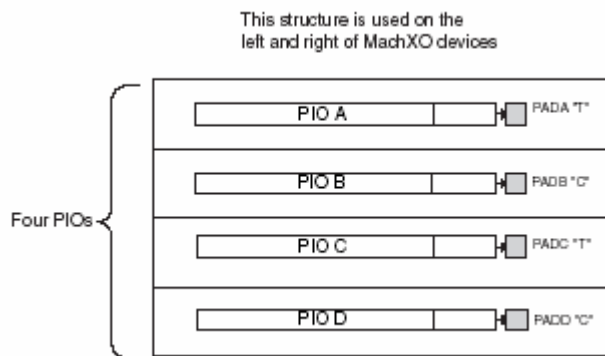 This structure is used on the
left and right of MachXO devices
PIO A
PADA "T"
PIO B
PADB "C"
Four PIOs
PIO C
PADC "T"
PIO D
PADD "C"